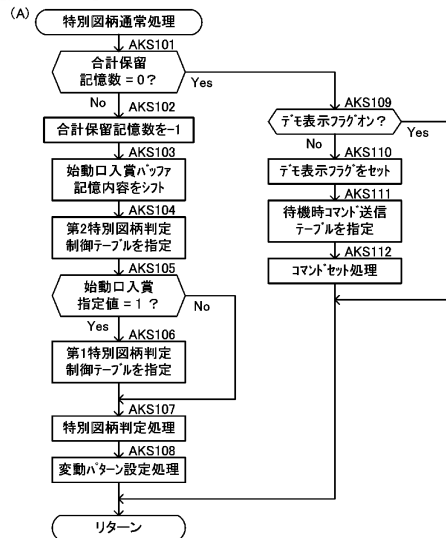 (A)
特別図柄通常処理
AKS101
合計保留
記憶数 = 0 ?
Yes
No
AKS102
合計保留記憶数を-1
AKS103
始動口入賞バッファ
記憶内容をシフト
AKS104
第2特別図柄判定
制御テーブルを指定
AKS105
始動口入賞
指定値 = 1 ?
No
Yes
AKS106
第1特別図柄判定
制御テーブルを指定
AKS107
特別図柄判定処理
AKS108
変動パターン設定処理
リターン
AKS109
デモ表示フラグオン?
Yes
No
AKS110
デモ表示フラグをセット
AKS111
待機時コマンド送信
テーブルを指定
AKS112
コマンドセット処理